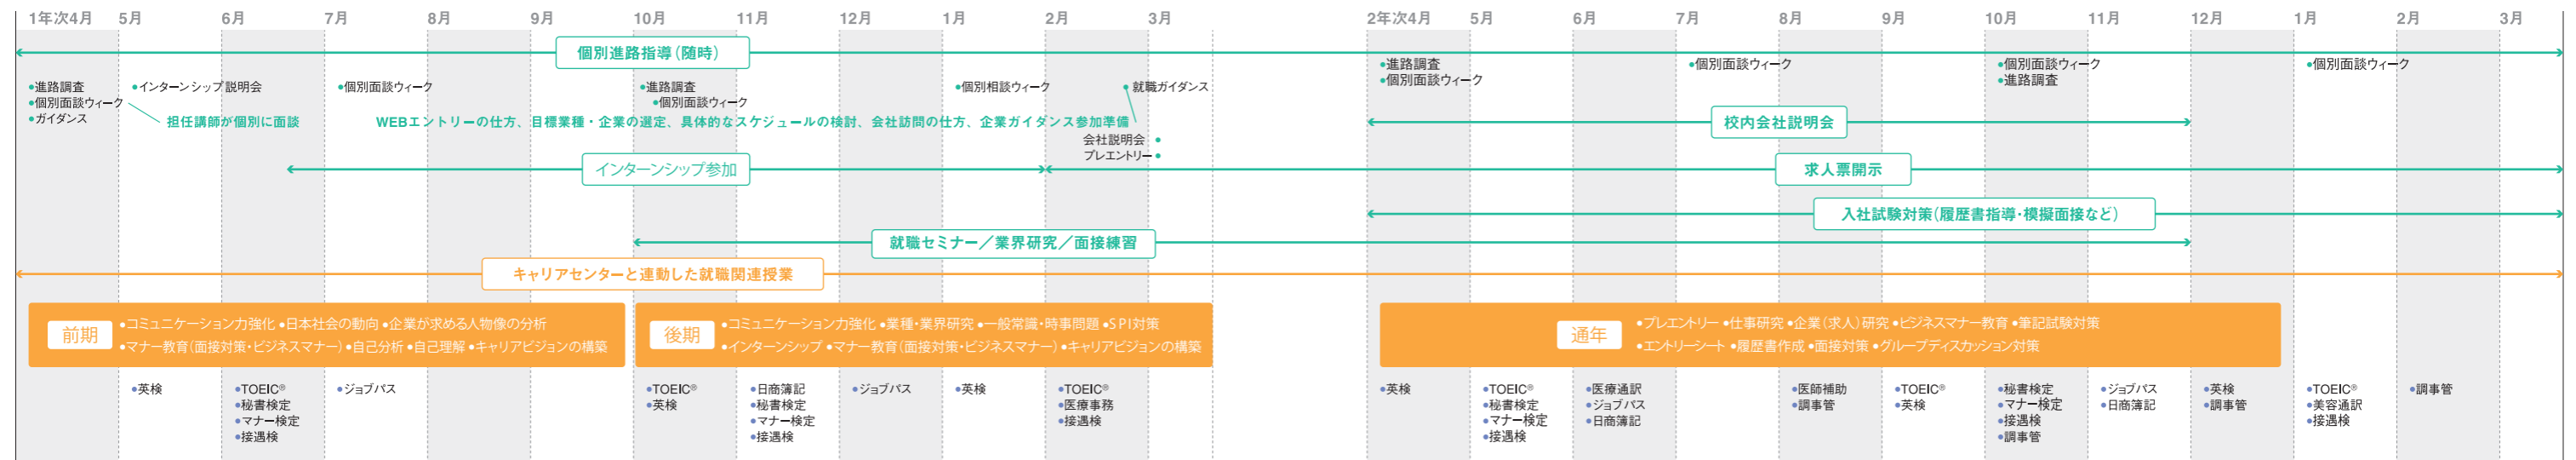 1年次4月 5月 6月 7月 8月 9月 10月 11月 12月 1月 2月 3月 2年次4月 5月 6月 7月 8月 9月 10月 11月 12月 1月 2月 3月
個別進路指導(随時)
●進路調査
●個別面談ウィーク
●ガイダンス
担任講師が個別に面談
●インターンシップ説明会
●個別面談ウィーク
●進路調査
●個別面談ウィーク
●個別相談ウィーク
●就職ガイダンス
WEBエントリーの仕方、目標業種・企業の選定、具体的なスケジュールの検討、会社訪問の仕方、企業ガイダンス参加準備
会社説明会●
プレエントリー●
●進路調査
●個別面談ウィーク
●個別面談ウィーク
●個別面談ウィーク
●進路調査
●個別面談ウィーク
校内会社説明会
インターンシップ参加
求人票開示
入社試験対策(履歴書指導・模擬面接など)
就職セミナー/業界研究/面接練習
キャリアセンターと連動した就職関連授業
前期
●コミュニケーション力強化 ●日本社会の動向 ●企業が求める人物像の分析
●マナー教育(面接対策・ビジネスマナー) ●自己分析 ●自己理解 ●キャリアビジョンの構築
後期
●コミュニケーション力強化 ●業種・業界研究 ●一般常識・時事問題 ●SPI対策
●インターンシップ ●マナー教育(面接対策・ビジネスマナー) ●キャリアビジョンの構築
通年
●プレエントリー ●仕事研究 ●企業(求人)研究 ●ビジネスマナー教育 ●筆記試験対策
●エントリーシート ●履歴書作成 ●面接対策 ●グループディスカッション対策
●英検
●TOEIC®
●秘書検定
●マナー検定
●接遇検
●ジョブパス
●TOEIC®
●英検
●日商簿記
●秘書検定
●マナー検定
●接遇検
●ジョブパス
●英検
●TOEIC®
●医療事務
●接遇検
●英検
●TOEIC®
●秘書検定
●マナー検定
●接遇検
●医療通訳
●ジョブパス
●日商簿記
●医師補助
●調事管
●TOEIC®
●英検
●秘書検定
●マナー検定
●接遇検
●調事管
●ジョブパス
●日商簿記
●英検
●調事管
●TOEIC®
●美容通訳
●接遇検
●調事管